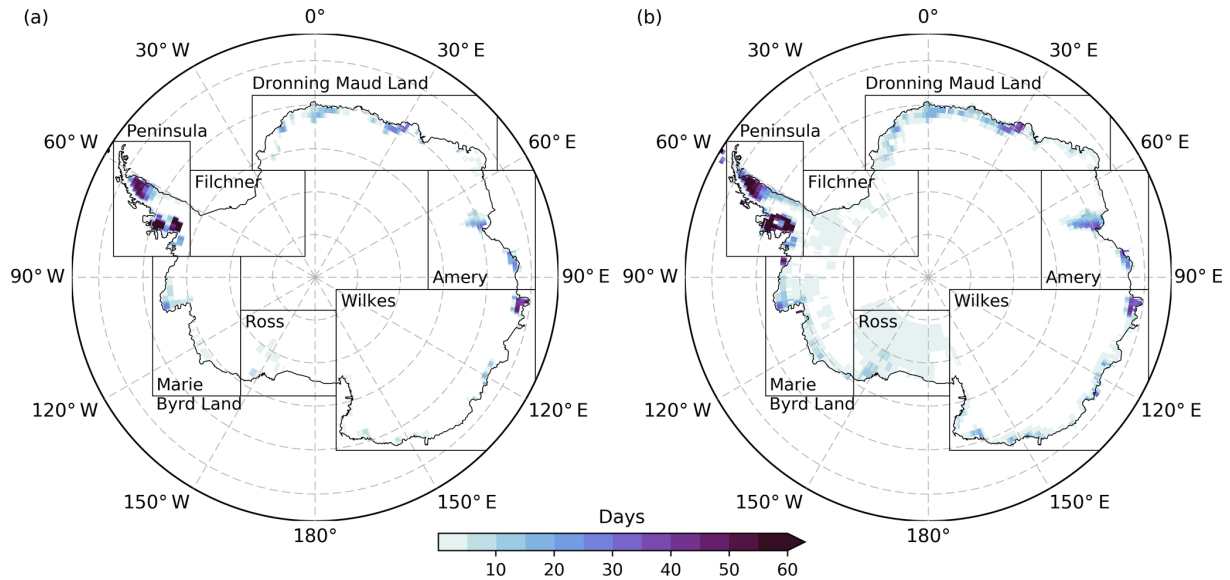 (a)
0°
30° W
30° E
Dronning Maud Land
60° W
Peninsula
60° E
Filchner
90° W
Amery
90° E
Wilkes
Ross
Marie
Byrd Land
120° W
120° E
150° W
150° E
180°
(b)
0°
30° W
30° E
Dronning Maud Land
60° W
Peninsula
60° E
Filchner
90° W
Amery
90° E
Wilkes
Ross
Marie
Byrd Land
120° W
120° E
150° W
150° E
180°
Days
10 20 30 40 50 60